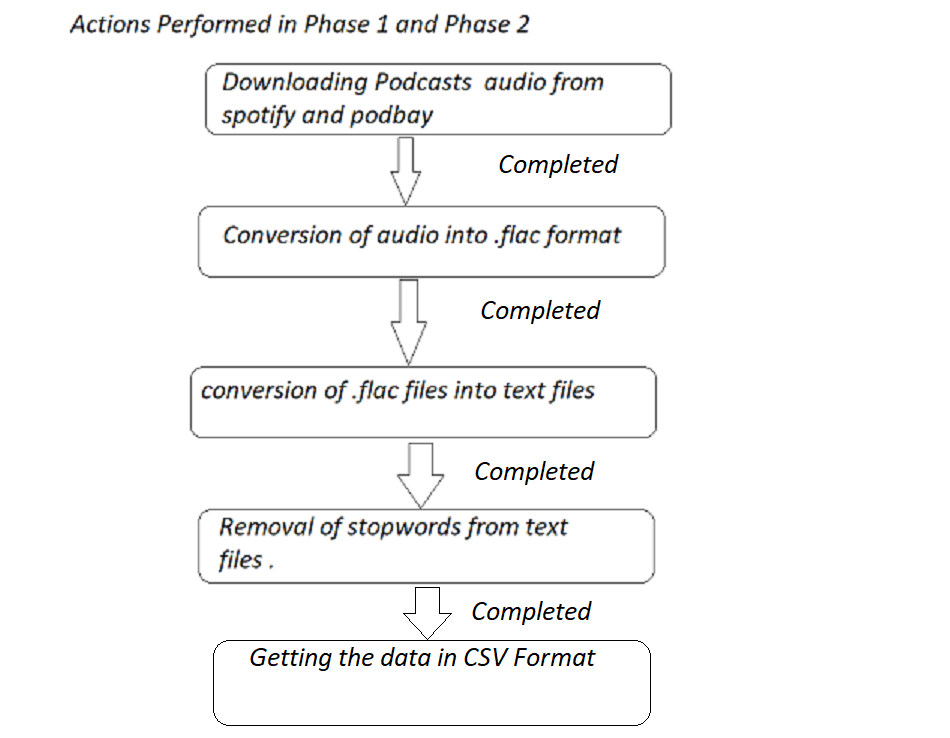 Actions Performed in Phase 1 and Phase 2
Downloading Podcasts audio from
spotify and podbay
Completed
Conversion of audio into .flac format
Completed
conversion of .flac files into text files
Completed
Removal of stopwords from text
files .
Completed
Getting the data in CSV Format